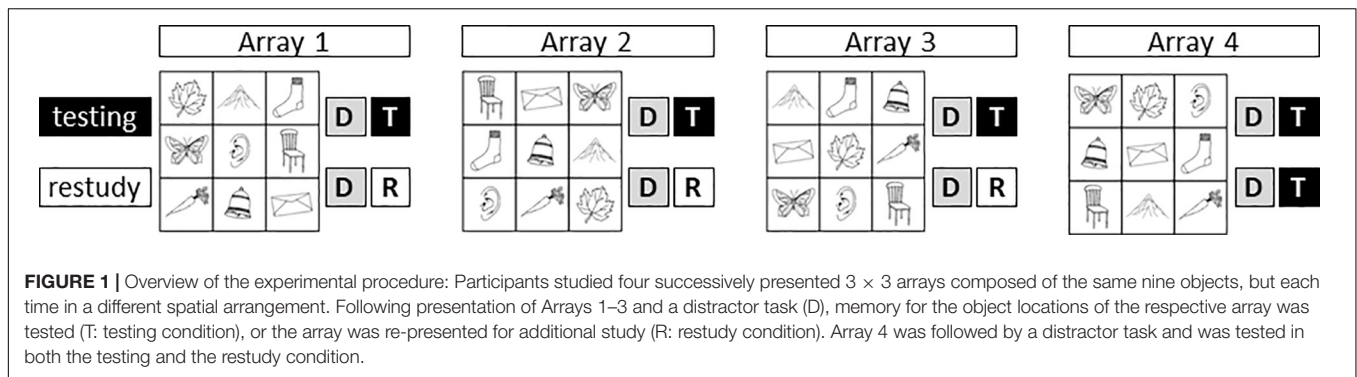 Array 1 Array 2 Array 3 Array 4
testing D T D T D T D T
restudy D R D R D R D T
FIGURE 1 | Overview of the experimental procedure: Participants studied four successively presented 3 × 3 arrays composed of the same nine objects, but each
time in a different spatial arrangement. Following presentation of Arrays 1–3 and a distractor task (D), memory for the object locations of the respective array was
tested (T: testing condition), or the array was re-presented for additional study (R: restudy condition). Array 4 was followed by a distractor task and was tested in
both the testing and the restudy condition.